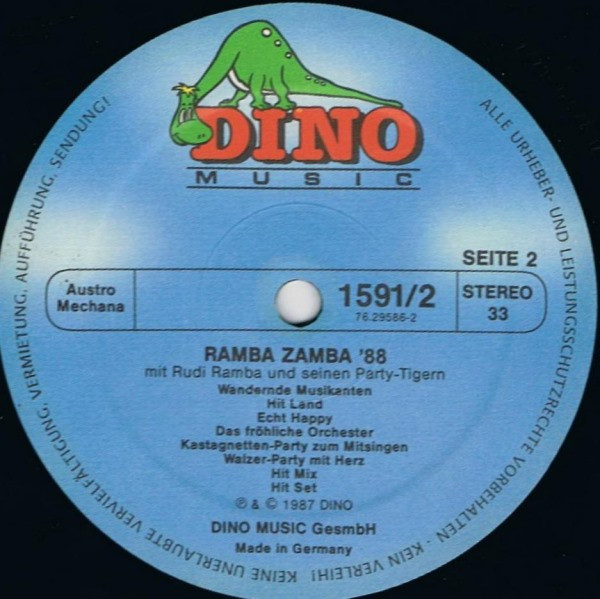 DINO
MUSIC
SEITE 2
Austro
Mechana
1591/2
76.29586-2
STEREO
33
RAMBA ZAMBA '88
mit Rudi Ramba und seinen Party-Tigern
Wandernde Musikanten
Hit Land
Echt Happy
Das fröhliche Orchester
Kastagnetten-Party zum Mitsingen
Walzer-Party mit Herz
Hit Mix
Hit Set
℗ & © 1987 DINO
DINO MUSIC GesmbH
Made in Germany
ALLE URHEBER- UND LEISTUNGSSCHUTZRECHTE VORBEHALTEN · KEIN VERLEIH! KEINE UNERLAUBTE VERVIELFÄLTIGUNG, VERMIETUNG, AUFFÜHRUNG, SENDUNG!